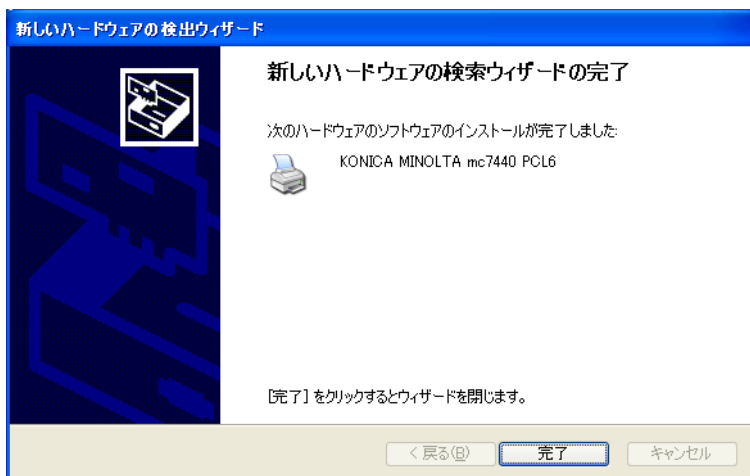 新しいハードウェアの検出ウィザード
新しいハードウェアの検索ウィザードの完了
次のハードウェアのソフトウェアのインストールが完了しました:
KONICA MINOLTA mc7440 PCL6
[完了] をクリックするとウィザードを閉じます。
< 戻る(B)
完了
キャンセル